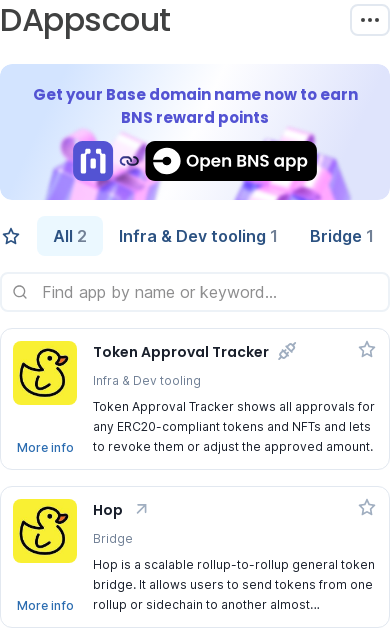 DAppscout
Get your Base domain name now to earn
BNS reward points
Open BNS app
All 2
Infra & Dev tooling 1
Bridge 1
Find app by name or keyword...
Token Approval Tracker
Infra & Dev tooling
Token Approval Tracker shows all approvals for
any ERC20-compliant tokens and NFTs and lets
to revoke them or adjust the approved amount.
More info
Hop
Bridge
Hop is a scalable rollup-to-rollup general token
bridge. It allows users to send tokens from one
rollup or sidechain to another almost...
More info